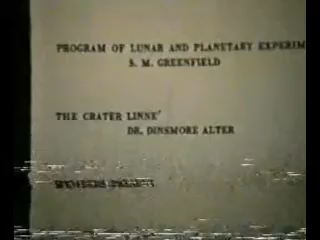 PROGRAM OF LUNAR AND PLANETARY EXPERIM
S. M. GREENFIELD
THE CRATER LINNE'
DR. DINSMORE ALTER